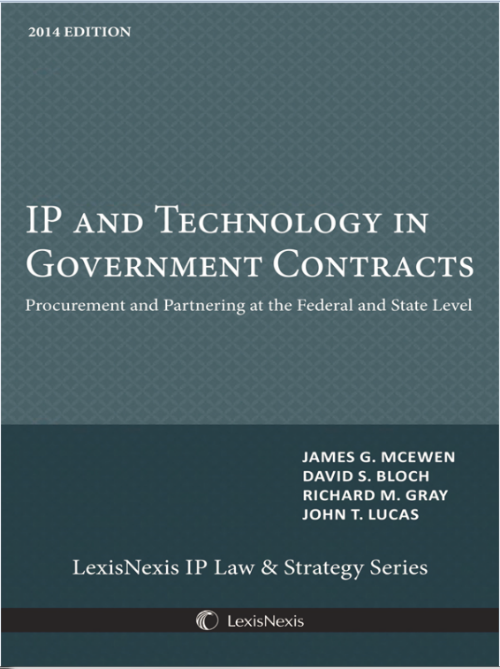 2014 EDITION
IP AND TECHNOLOGY IN
GOVERNMENT CONTRACTS
Procurement and Partnering at the Federal and State Level
JAMES G. MCEWEN
DAVID S. BLOCH
RICHARD M. GRAY
JOHN T. LUCAS
LexisNexis IP Law & Strategy Series
LexisNexis